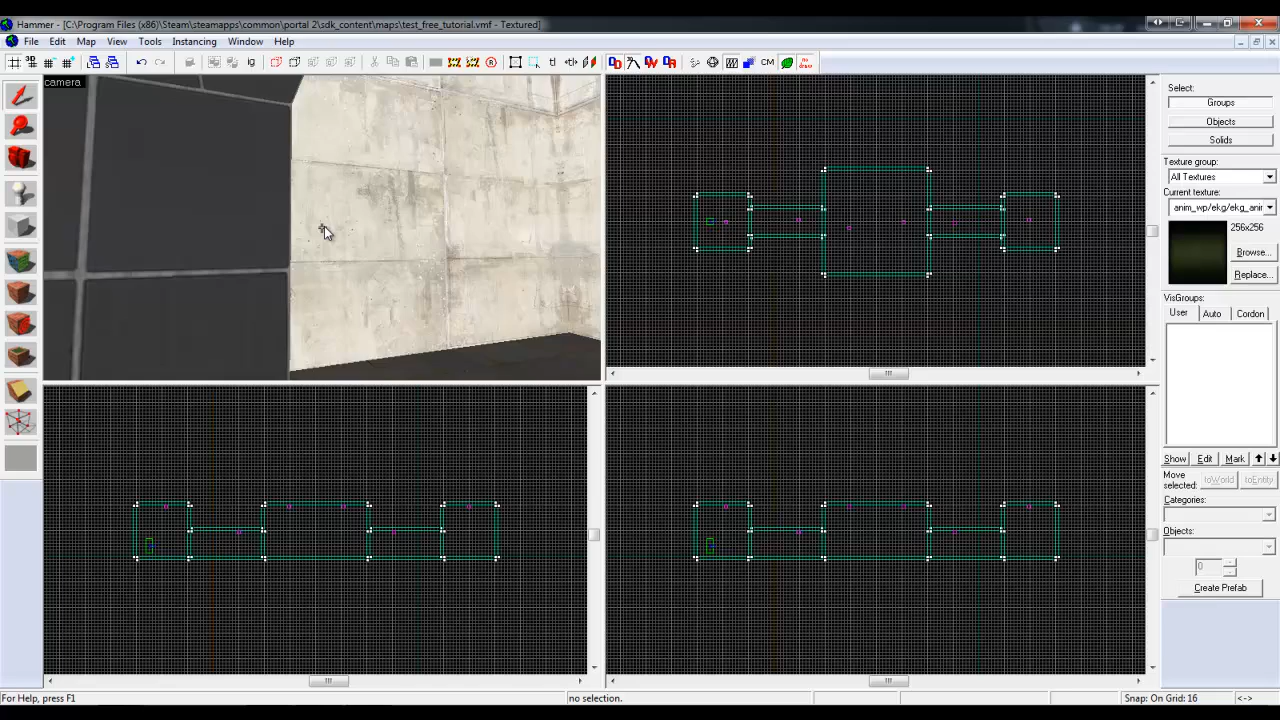 Hammer - [C:\Program Files (x86)\Steam\steamapps\common\portal 2\sdk_content\maps\test_free_tutorial.vmf - Textured]
File Edit Map View Tools Instancing Window Help
camera
Select:
Groups
Objects
Solids
Texture group:
All Textures
Current texture:
anim_wp/ekg/ekg_anir
256x256
Browse...
Replace...
VisGroups:
User Auto Cordon
Show Edit Mark
Move selected:
toWorld toEntity
Categories:
Objects:
0
Create Prefab
For Help, press F1
no selection.
Snap: On Grid: 16
<->